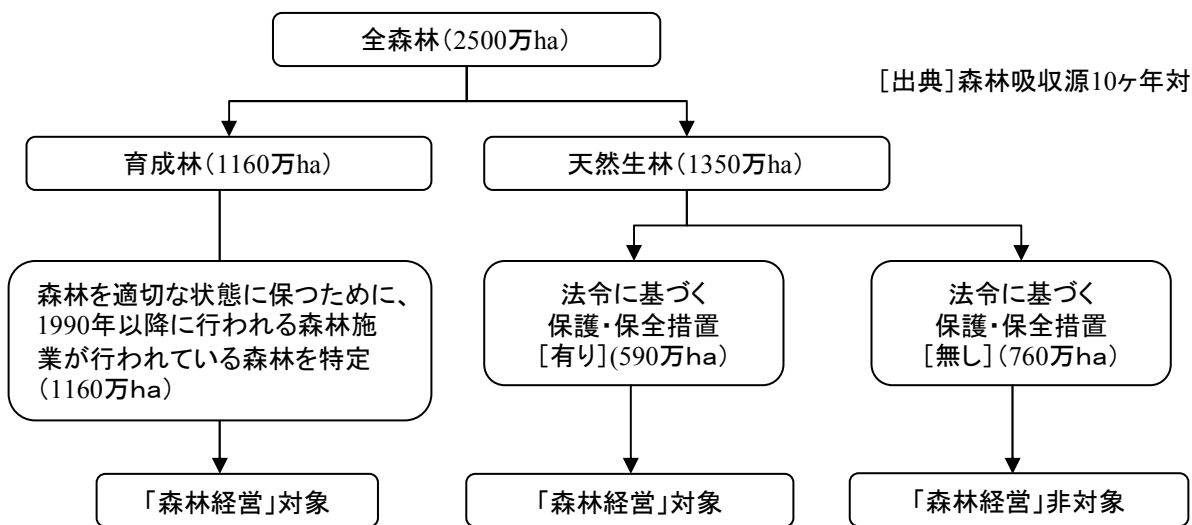 全森林(2500万ha)
[出典]森林吸収源10ヶ年対
育成林(1160万ha)
天然生林(1350万ha)
森林を適切な状態に保つために、
1990年以降に行われる森林施
業が行われている森林を特定
(1160万ha)
法令に基づく
保護・保全措置
[有り](590万ha)
法令に基づく
保護・保全措置
[無し](760万ha)
「森林経営」対象
「森林経営」対象
「森林経営」非対象